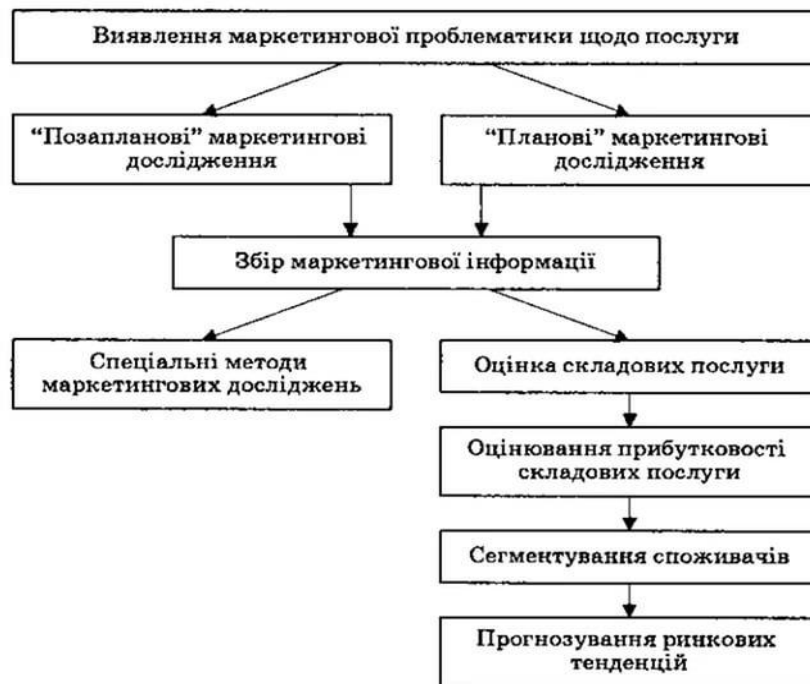 Виявлення маркетингової проблематики щодо послуги
“Позапланові” маркетингові
дослідження
“Планові” маркетингові
дослідження
Збір маркетингової інформації
Спеціальні методи
маркетингових досліджень
Оцінка складових послуги
Оцінювання прибутковості
складових послуги
Сегментування споживачів
Прогнозування ринкових
тенденцій